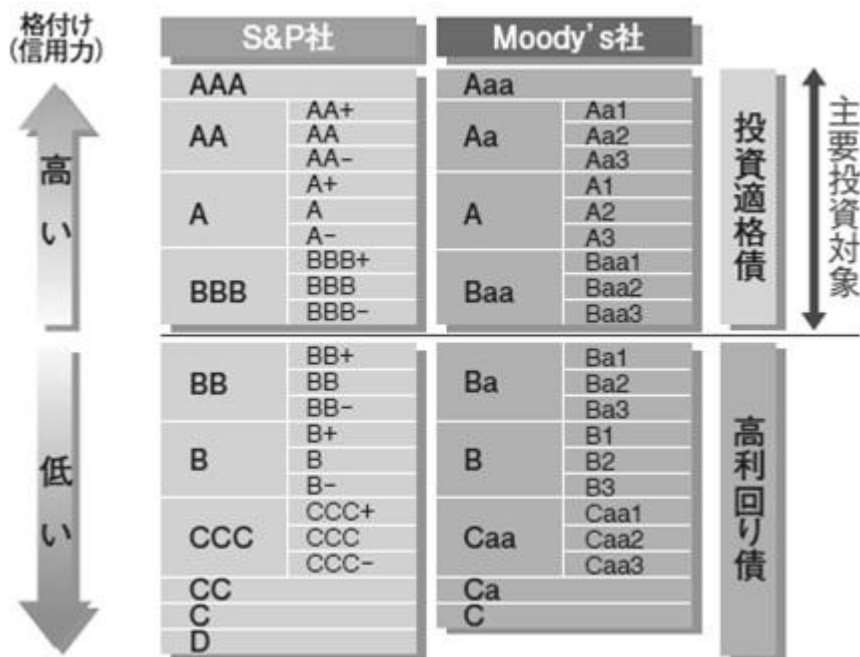 格付け
(信用力)
S&P社
Moody's社
高い
低い
AAA
AA
AA+
AA
AA-
A
A+
A
A-
BBB
BBB+
BBB
BBB-
BB
BB+
BB
BB-
B
B+
B
B-
CCC
CCC+
CCC
CCC-
CC
C
D
Aaa
Aa
Aa1
Aa2
Aa3
A
A1
A2
A3
Baa
Baa1
Baa2
Baa3
Ba
Ba1
Ba2
Ba3
B
B1
B2
B3
Caa
Caa1
Caa2
Caa3
Ca
C
投資適格債
高利回り債
主要投資対象